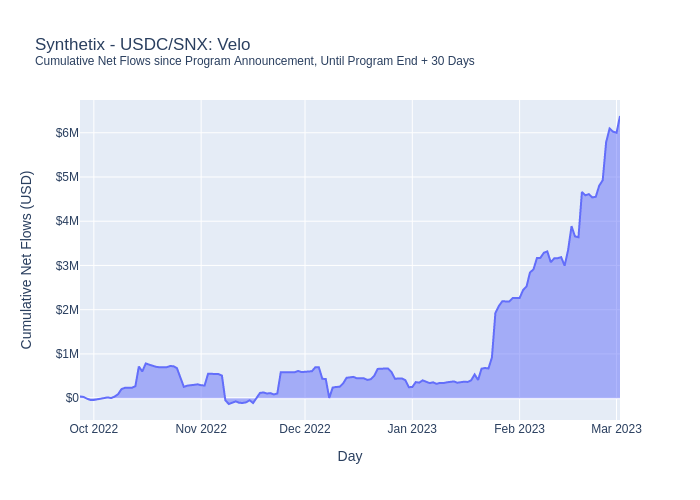 Synthetix - USDC/SNX: Velo
Cumulative Net Flows since Program Announcement, Until Program End + 30 Days
Cumulative Net Flows (USD)
$6M
$5M
$4M
$3M
$2M
$1M
$0
Oct 2022 Nov 2022 Dec 2022 Jan 2023 Feb 2023 Mar 2023
Day